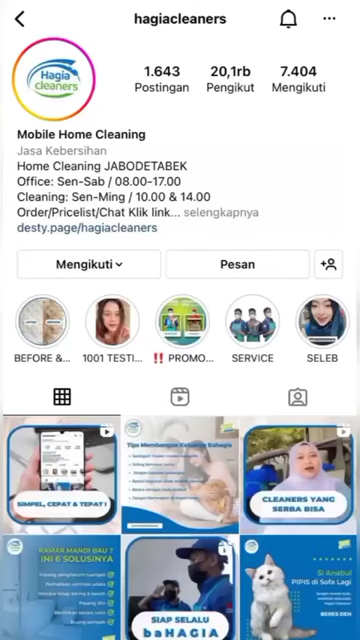 hagiacleaners
Hagia
cleaners
1.643
20,1rb
7.404
Postingan
Pengikut
Mengikuti
Mobile Home Cleaning
Jasa Kebersihan
Home Cleaning JABODETABEK
Office: Sen-Sab / 08.00-17.00
Cleaning: Sen-Ming / 10.00 & 14.00
Order/Pricelist/Chat Klik link... selengkapnya
desty.page/hagiacleaners
Mengikuti
Pesan
BEFORE &...
1001 TESTI...
‼️ PROMO...
SERVICE
SELEB
SIMPEL, CEPAT & TEPAT !
Tips Membangun Keluarga Bahagia
CLEANERS YANG
SERBA BISA
KAMAR MANDI BAU ?
INI 6 SOLUSINYA
SIAP SELALU
baHAGIA
Si Anabul
PIPIS di Sofa Lagi
BERES DEH